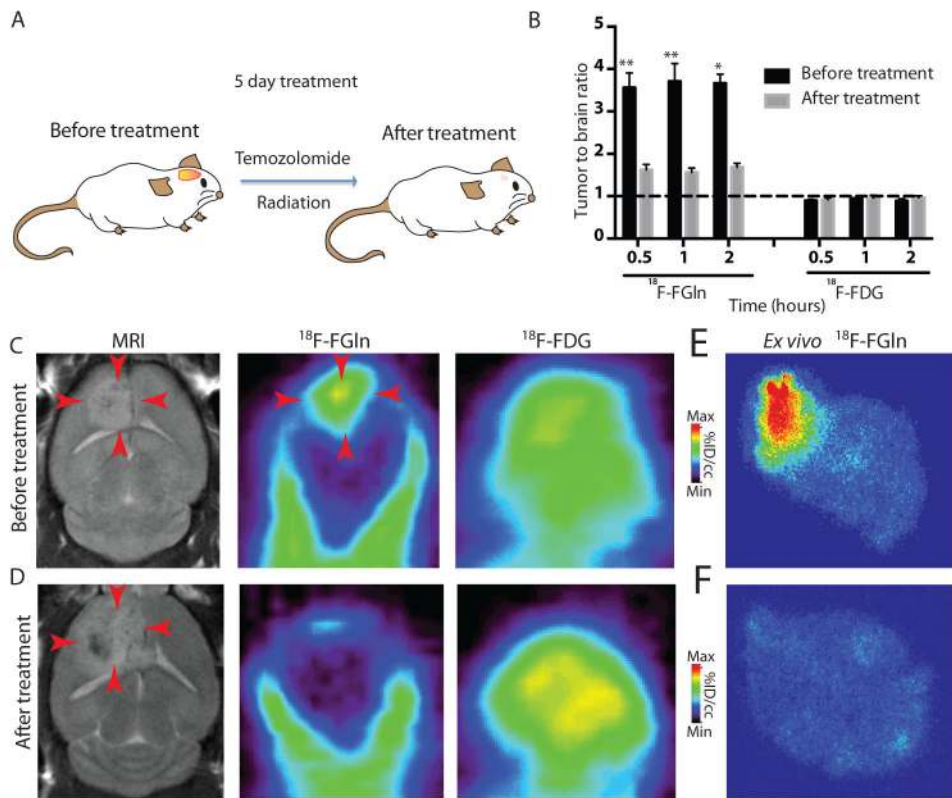 A
5 day treatment
Before treatment
After treatment
Temozolomide
Radiation
B
Tumor to brain ratio
5
4
3
2
1
0
**
**
*
Before treatment
After treatment
0.5
1
2
0.5
1
2
18F-FGln
18F-FDG
Time (hours)
C
MRI
18F-FGln
18F-FDG
Before treatment
D
After treatment
E
Ex vivo 18F-FGln
Max
%ID/cc
Min
F
Max
%ID/cc
Min